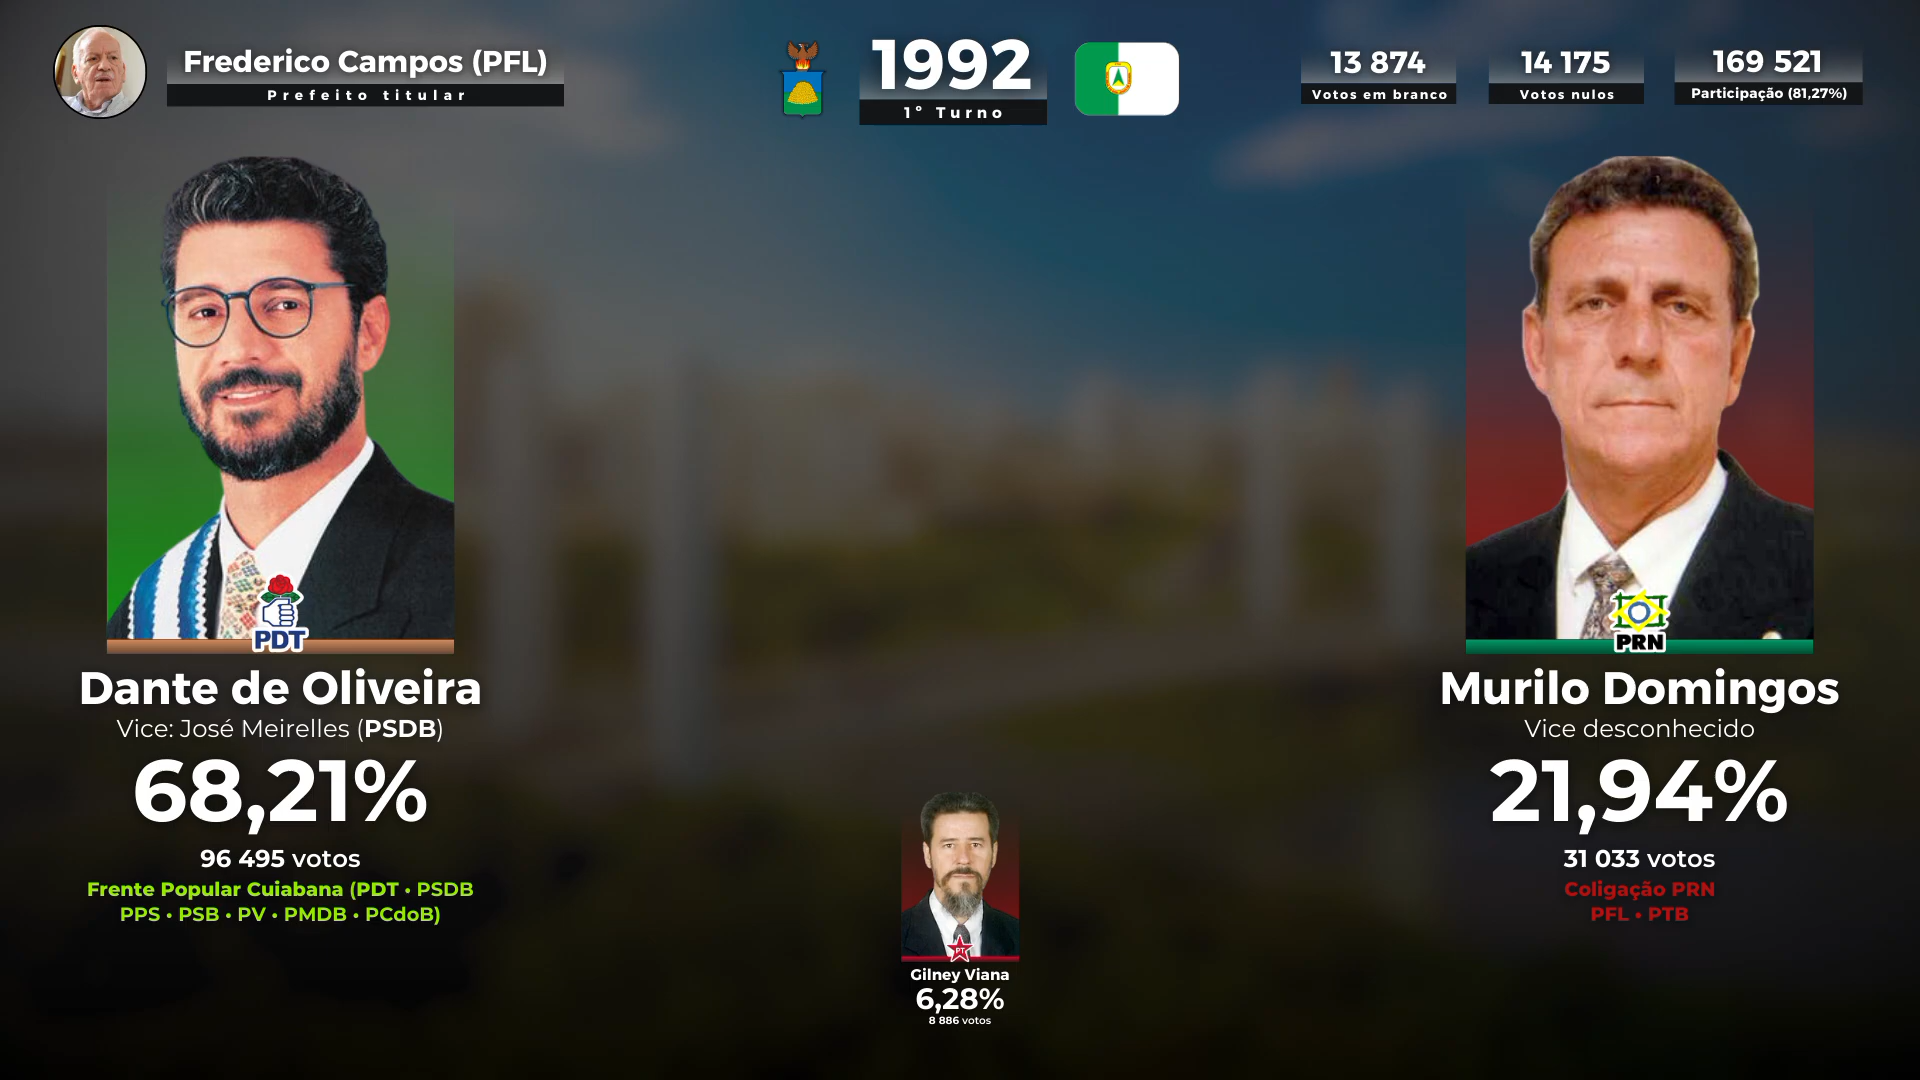 Frederico Campos (PFL)
Prefeito titular
1992
1º Turno
13 874
Votos em branco
14 175
Votos nulos
169 521
Participação (81,27%)
PDT
Dante de Oliveira
Vice: José Meirelles (PSDB)
68,21%
96 495 votos
Frente Popular Cuiabana (PDT • PSDB
PPS • PSB • PV • PMDB • PCdoB)
PT
Gilney Viana
6,28%
8 886 votos
PRN
Murilo Domingos
Vice desconhecido
21,94%
31 033 votos
Coligação PRN
PFL • PTB